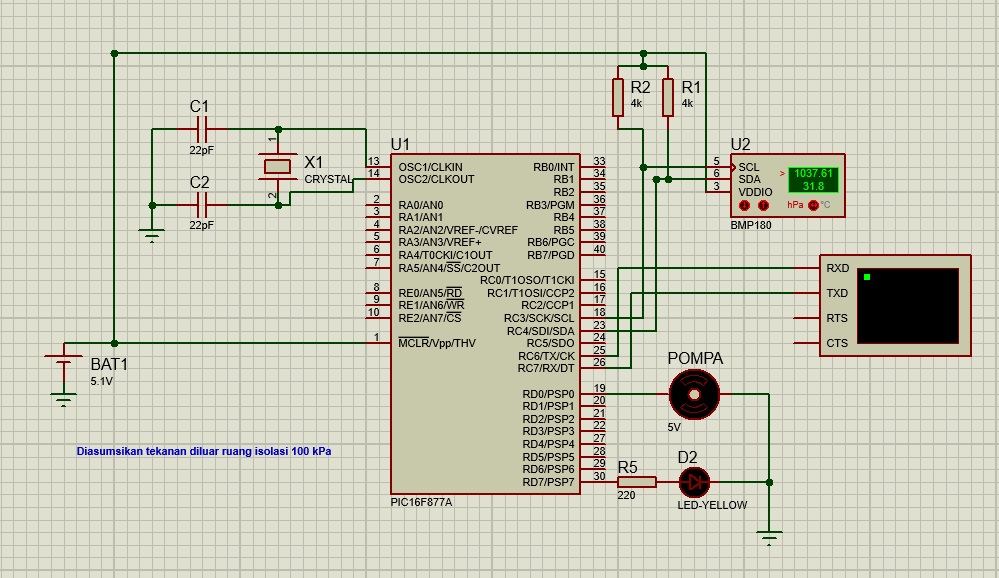 C1
22pF
C2
22pF
1
X1
CRYSTAL
2
BAT1
5.1V
Diasumsikan tekanan diluar ruang isolasi 100 kPa
U1
13 OSC1/CLKIN
14 OSC2/CLKOUT
2 RA0/AN0
3 RA1/AN1
4 RA2/AN2/VREF-/CVREF
5 RA3/AN3/VREF+
6 RA4/T0CKI/C1OUT
7 RA5/AN4/SS/C2OUT
8 RE0/AN5/RD
9 RE1/AN6/WR
10 RE2/AN7/CS
1 MCLR/Vpp/THV
RB0/INT 33
RB1 34
RB2 35
RB3/PGM 36
RB4 37
RB5 38
RB6/PGC 39
RB7/PGD 40
RC0/T1OSO/T1CKI 15
RC1/T1OSI/CCP2 16
RC2/CCP1 17
RC3/SCK/SCL 18
RC4/SDI/SDA 23
RC5/SDO 24
RC6/TX/CK 25
RC7/RX/DT 26
RD0/PSP0 19
RD1/PSP1 20
RD2/PSP2 21
RD3/PSP3 22
RD4/PSP4 27
RD5/PSP5 28
RD6/PSP6 29
RD7/PSP7 30
PIC16F877A
R2
4k
R1
4k
U2
5 SCL
6 SDA
3 VDDIO
> 1037.61
31.8
hPa °C
BMP180
RXD
TXD
RTS
CTS
POMPA
5V
R5
220
D2
LED-YELLOW